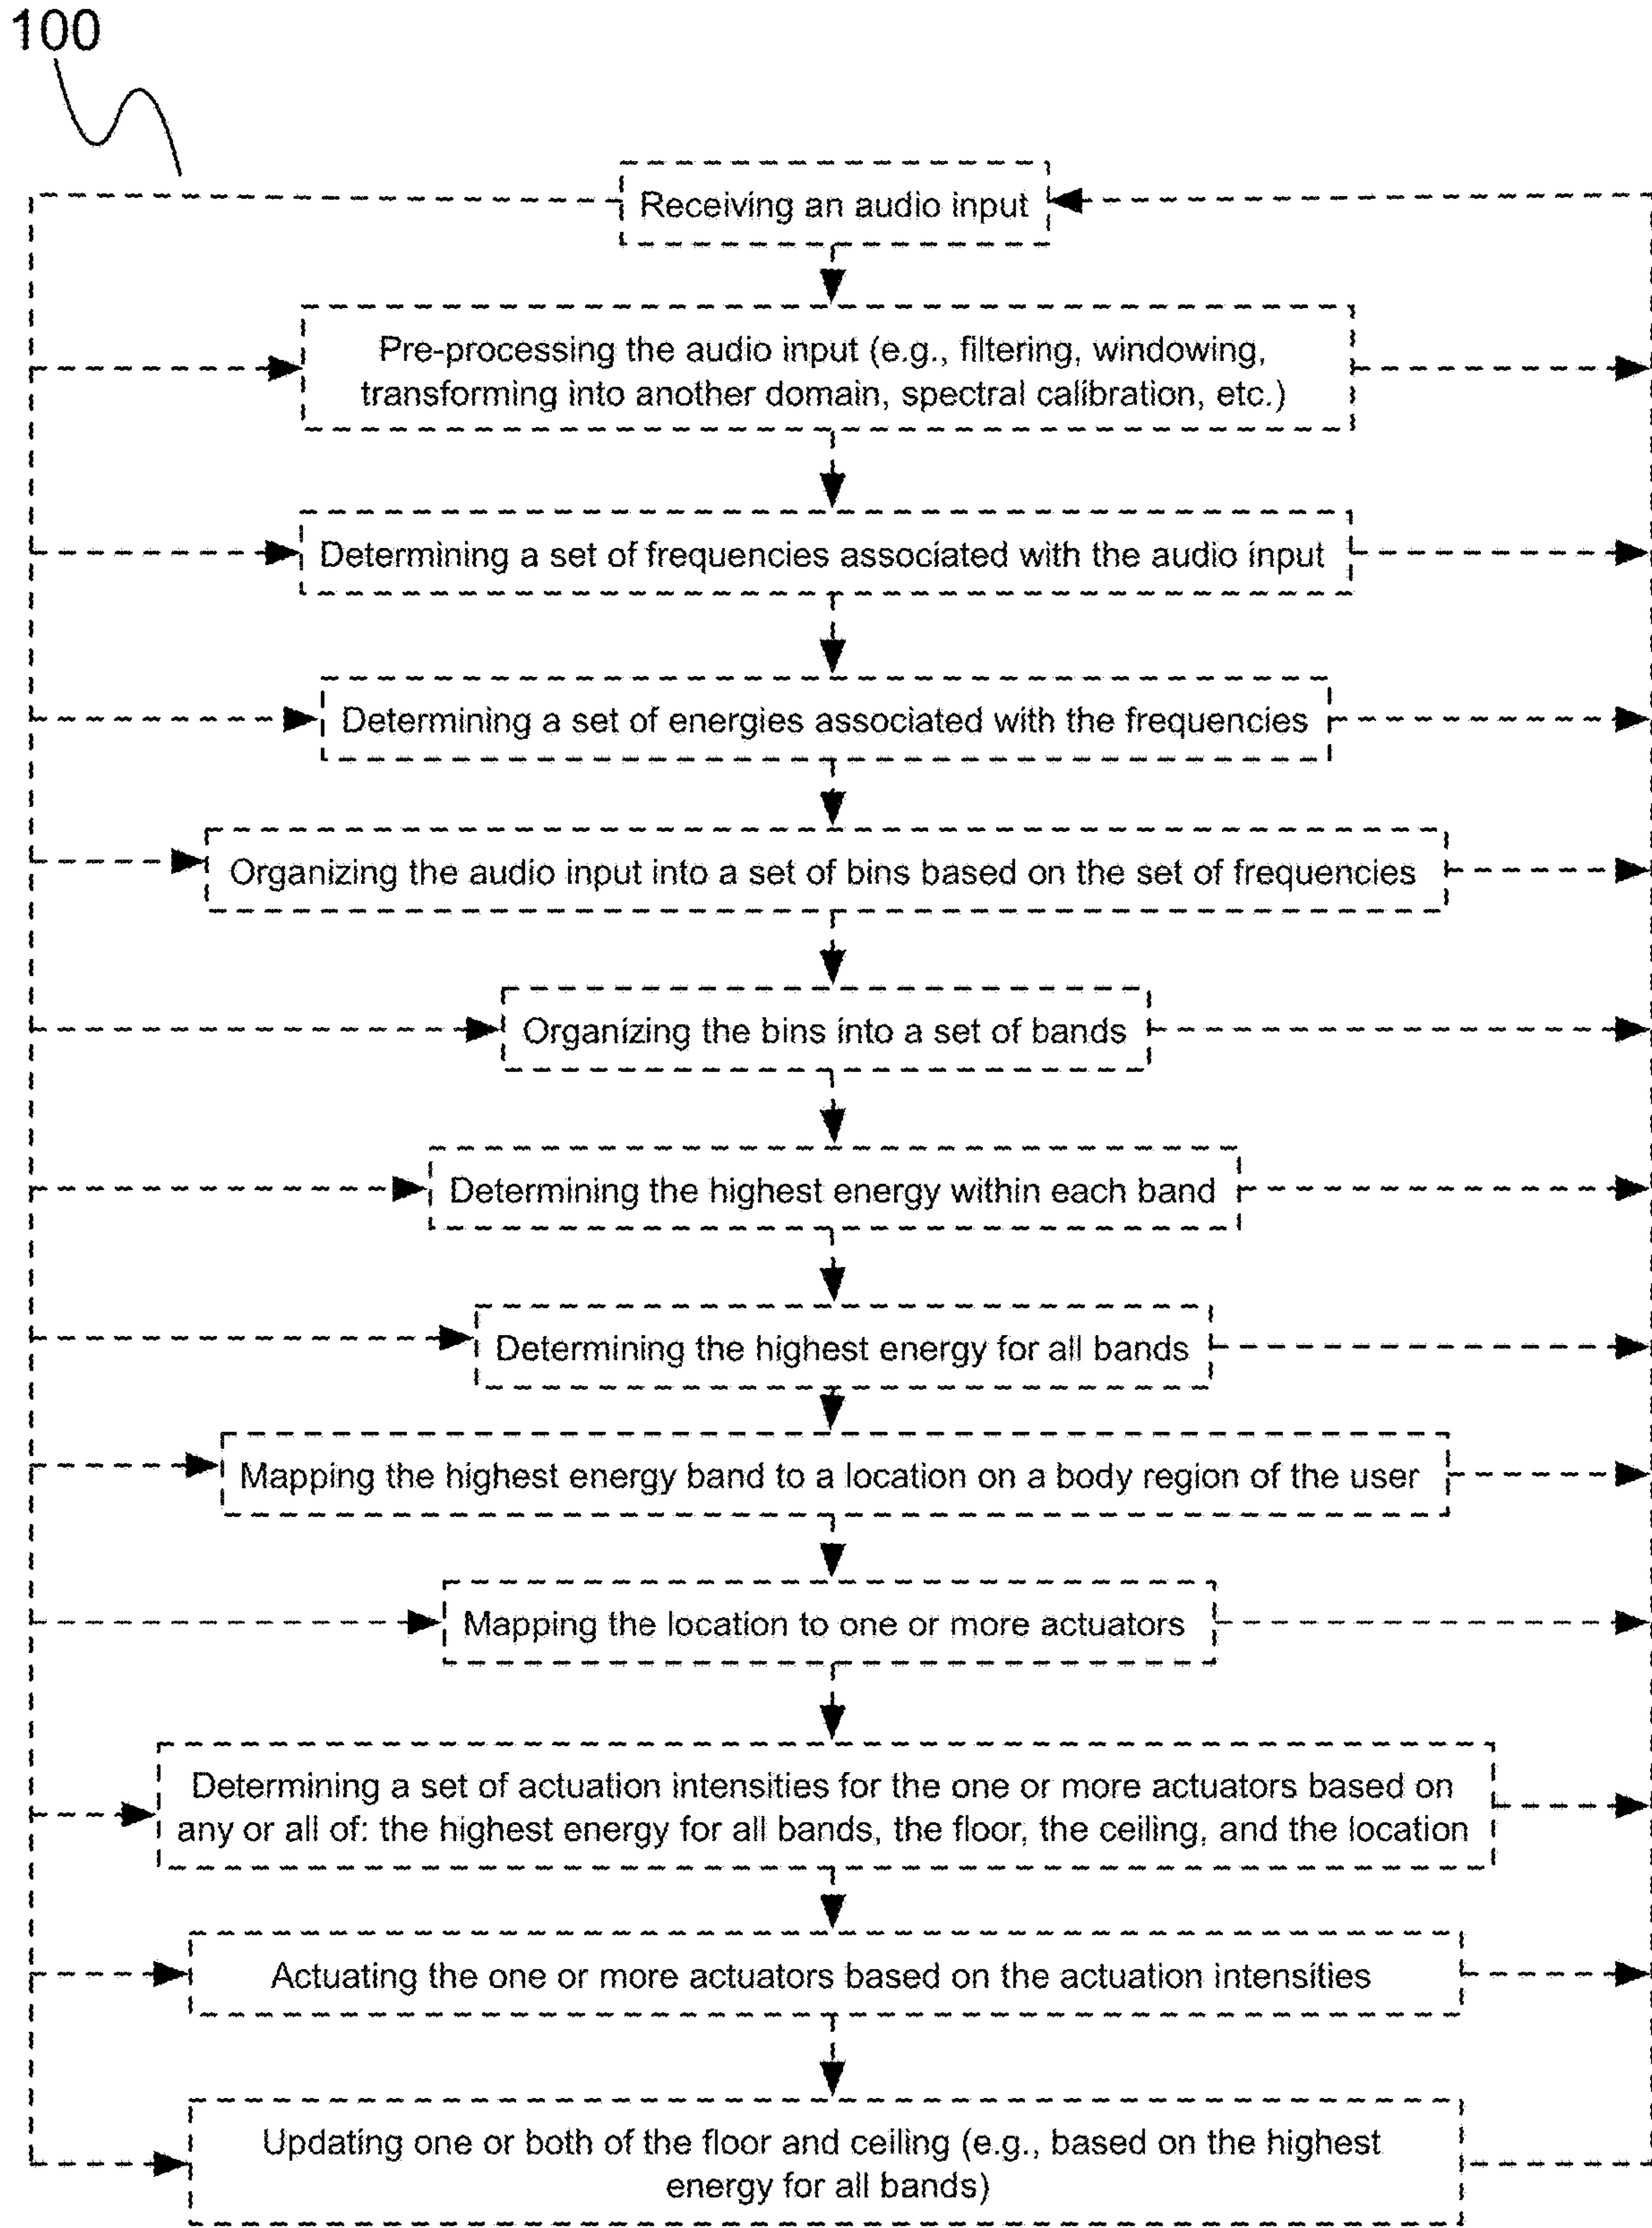 100
Receiving an audio input
Pre-processing the audio input (e.g., filtering, windowing,
transforming into another domain, spectral calibration, etc.)
Determining a set of frequencies associated with the audio input
Determining a set of energies associated with the frequencies
Organizing the audio input into a set of bins based on the set of frequencies
Organizing the bins into a set of bands
Determining the highest energy within each band
Determining the highest energy for all bands
Mapping the highest energy band to a location on a body region of the user
Mapping the location to one or more actuators
Determining a set of actuation intensities for the one or more actuators based on
any or all of: the highest energy for all bands, the floor, the ceiling, and the location
Actuating the one or more actuators based on the actuation intensities
Updating one or both of the floor and ceiling (e.g., based on the highest
energy for all bands)